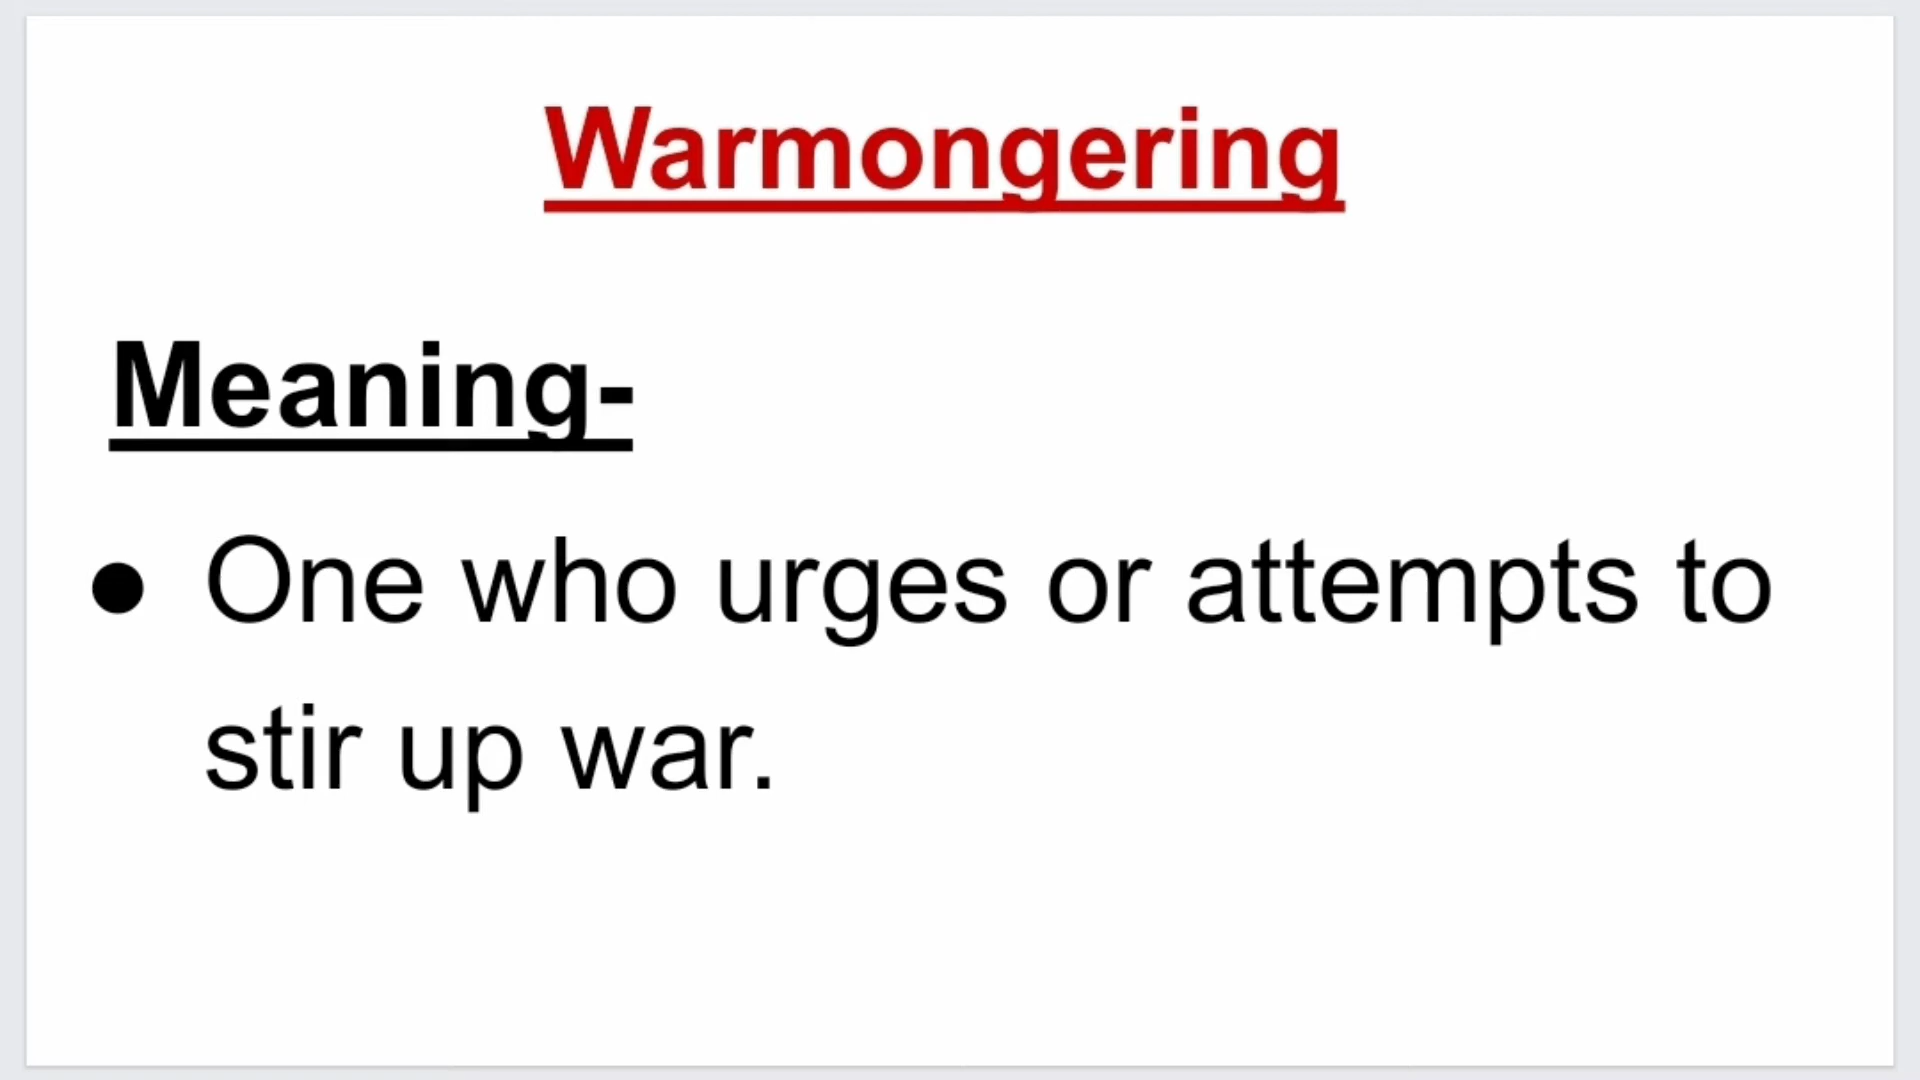 Warmongering
Meaning-
● One who urges or attempts to
stir up war.